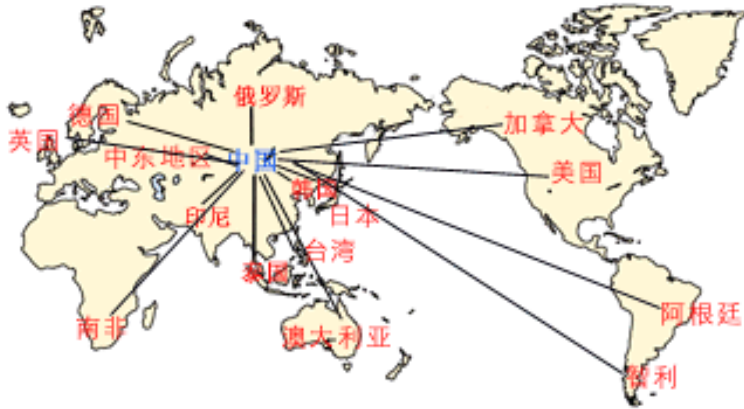 俄罗斯
德国
加拿大
英国
中东地区
中国
美国
韩国
印尼
日本
台湾
泰国
阿根廷
南非
澳大利亚
智利